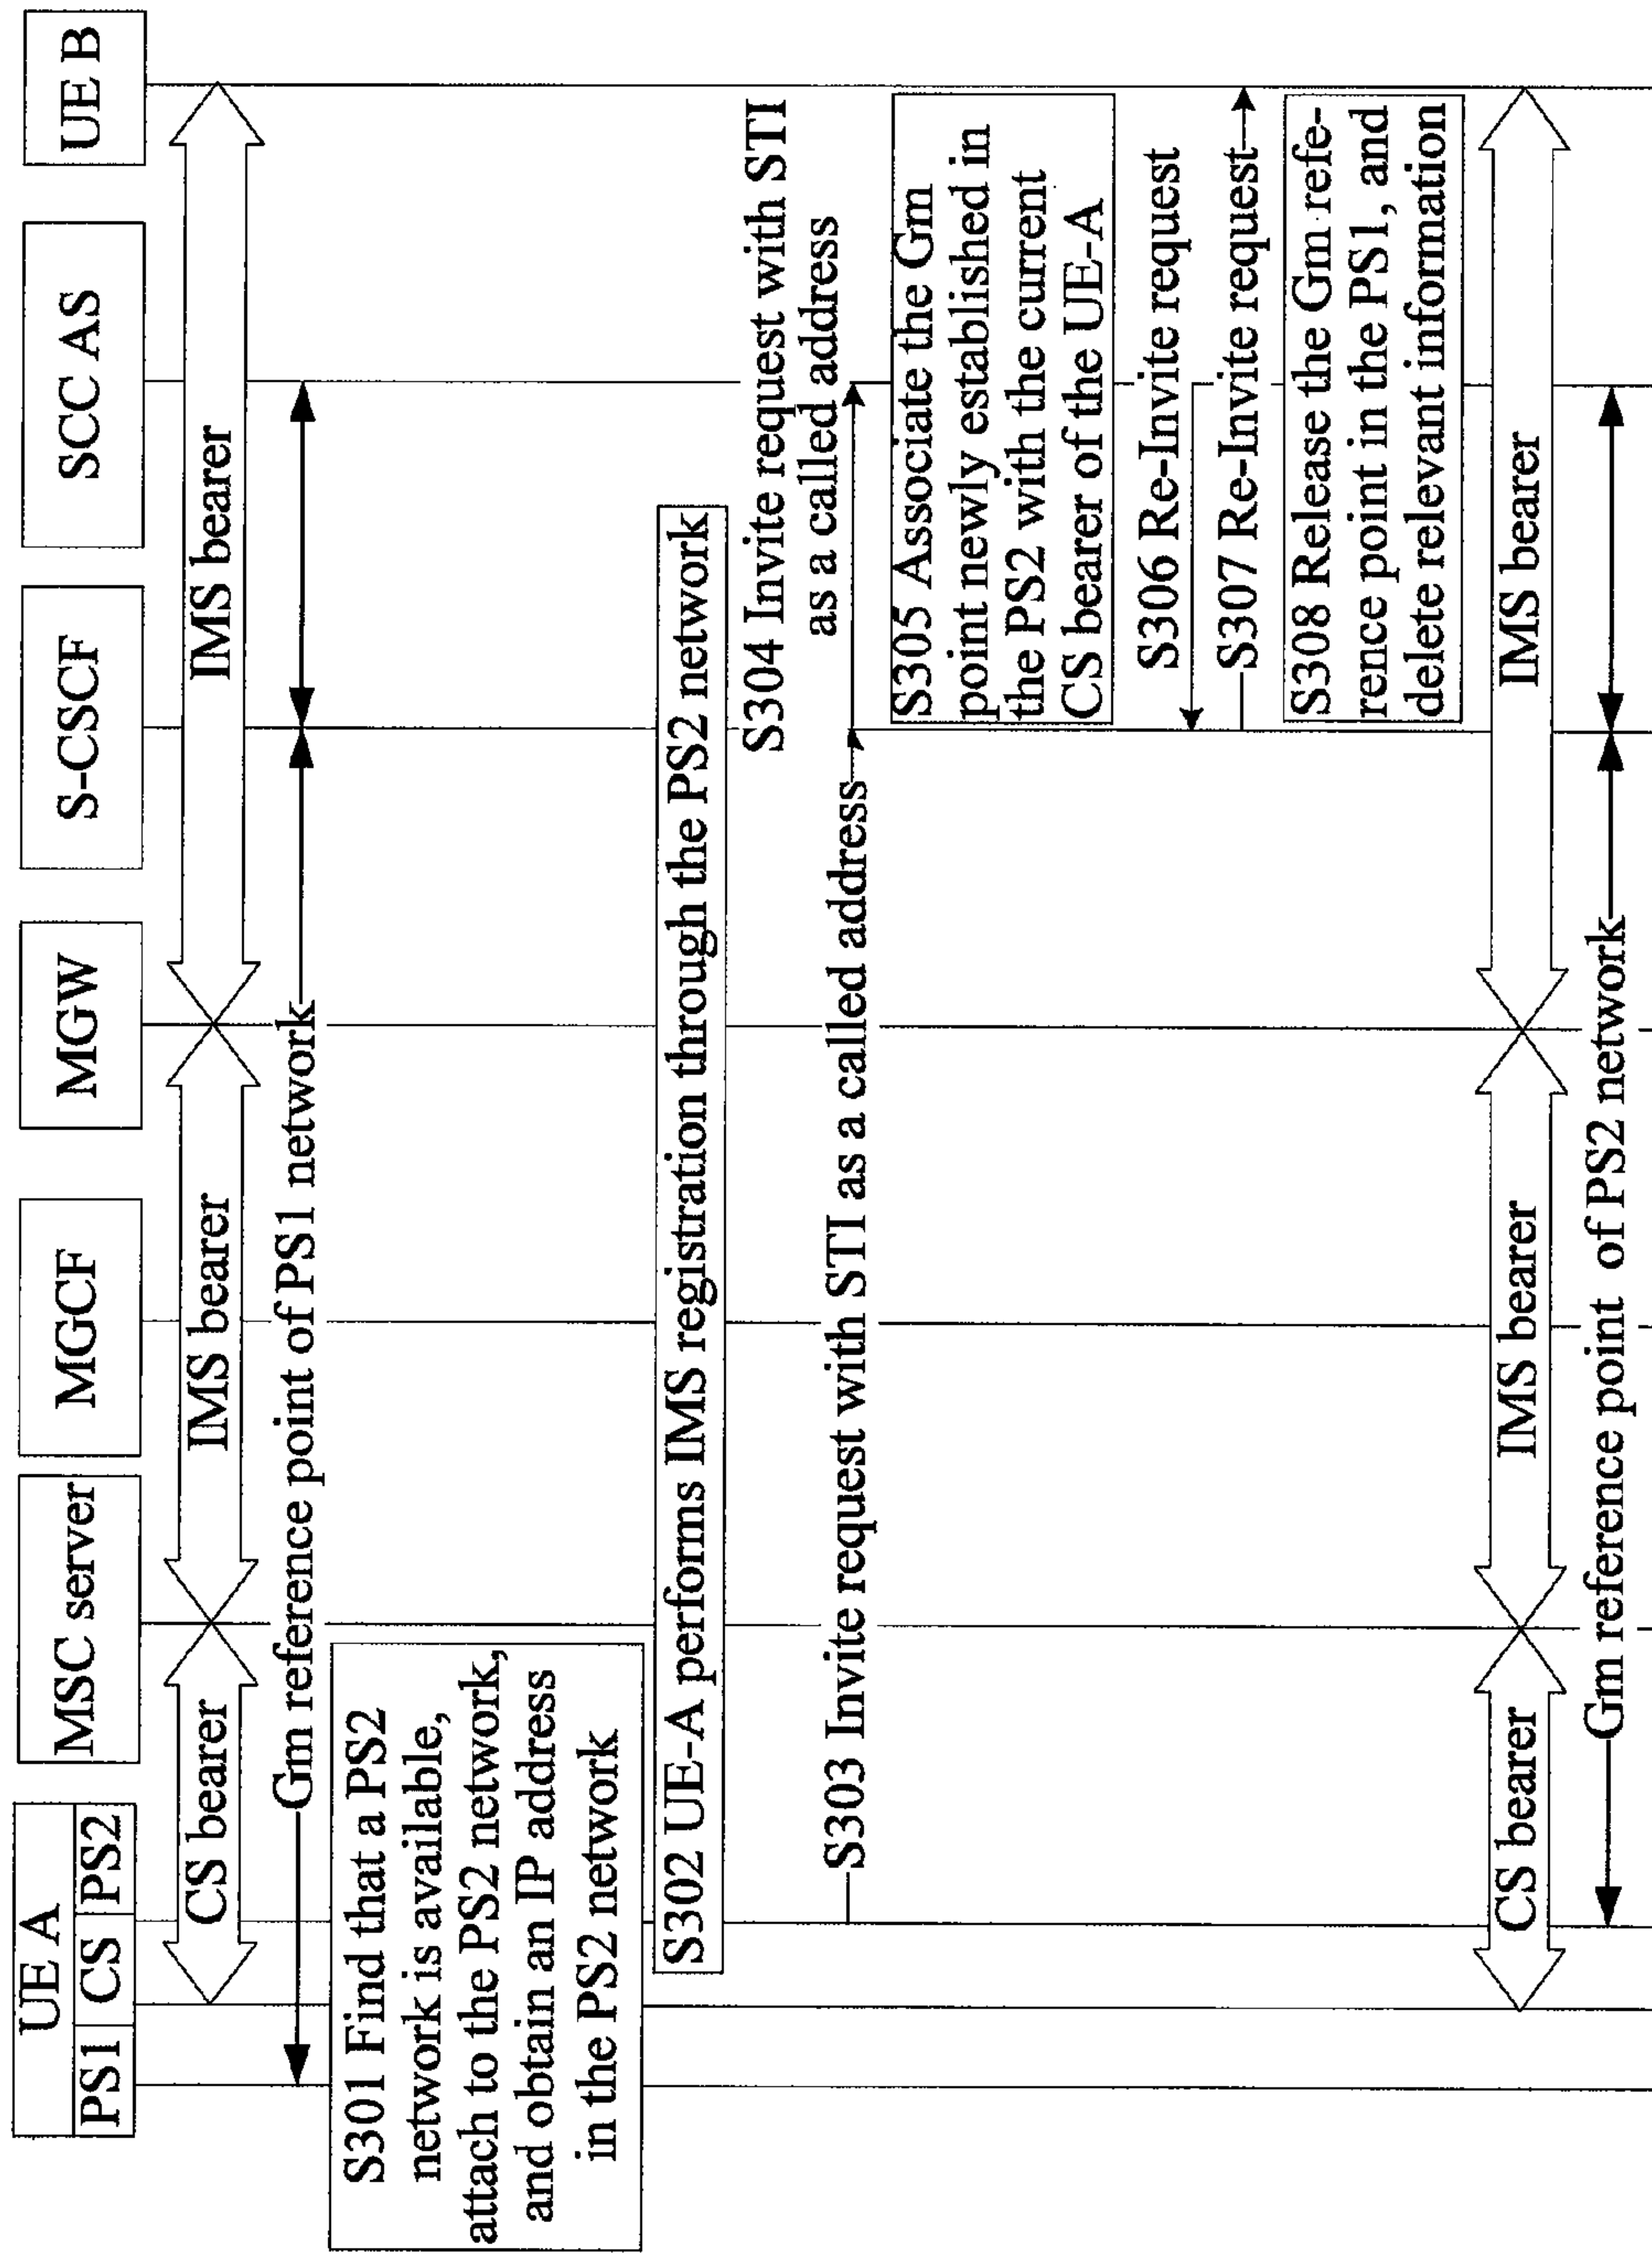 UE A
PS1 CS PS2
MSC server
MGCF
MGW
S-CSCF
SCC AS
UE B
CS bearer
IMS bearer
IMS bearer
Gm reference point of PS1 network
S301 Find that a PS2
network is available,
attach to the PS2 network,
and obtain an IP address
in the PS2 network
S302 UE-A performs IMS registration through the PS2 network
S304 Invite request with STI
as a called address
S303 Invite request with STI as a called address
S305 Associate the Gm
point newly established in
the PS2 with the current
CS bearer of the UE-A
S306 Re-Invite request
S307 Re-Invite request
S308 Release the Gm refe-
rence point in the PS1, and
delete relevant information
CS bearer
IMS bearer
IMS bearer
Gm reference point of PS2 network